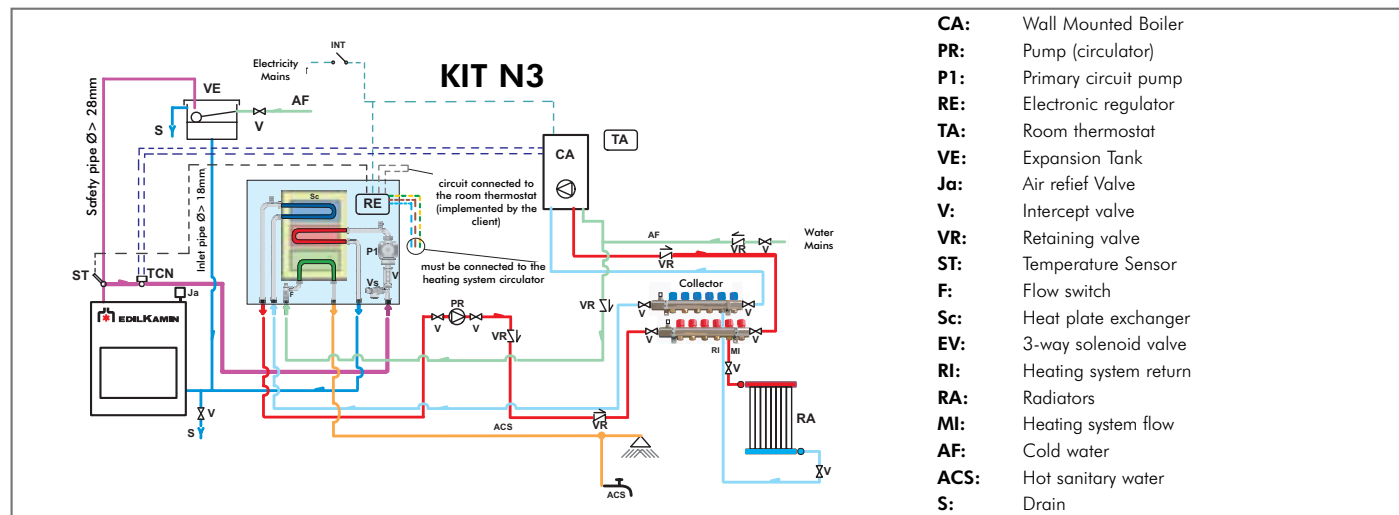 KIT N3
INT
Electricity
Mains
VE
AF
V
S
Safety pipe Ø> 28mm
Inlet pipe Ø> 18mm
CA
TA
Sc
RE
circuit connected to
the room thermostat
(implemented by the
client)
P1
V
Vs
F
must be connected to the
heating system circulator
ST
TCN
Ja
EDILKAMIN
AF
VR
V
Water
Mains
VR
Collector
V
V
VR
PR
V
V
VR
V
V
RI
MI
V
V
S
ACS
VR
RA
V
ACS
CA: Wall Mounted Boiler
PR: Pump (circulator)
P1: Primary circuit pump
RE: Electronic regulator
TA: Room thermostat
VE: Expansion Tank
Ja: Air refief Valve
V: Intercept valve
VR: Retaining valve
ST: Temperature Sensor
F: Flow switch
Sc: Heat plate exchanger
EV: 3-way solenoid valve
RI: Heating system return
RA: Radiators
MI: Heating system flow
AF: Cold water
ACS: Hot sanitary water
S: Drain